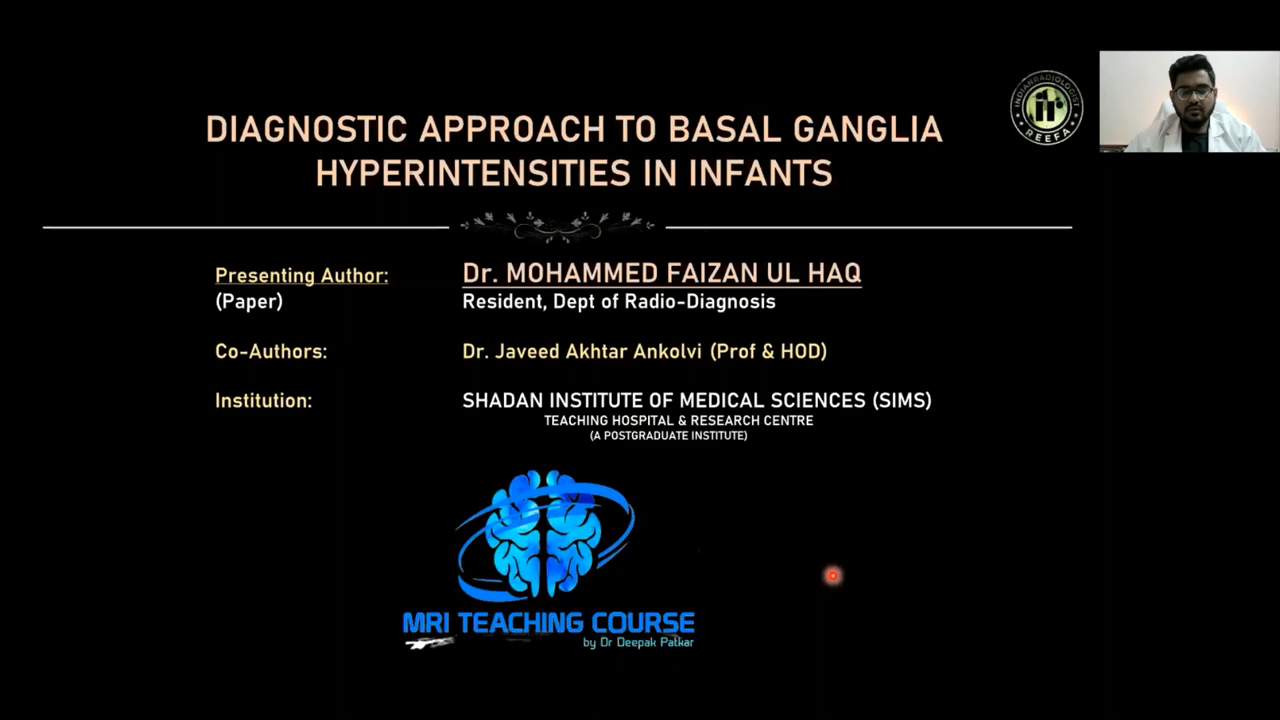 DIAGNOSTIC APPROACH TO BASAL GANGLIA
HYPERINTENSITIES IN INFANTS
INDIANRADIOLOGIST
REEFA
Presenting Author: Dr. MOHAMMED FAIZAN UL HAQ
(Paper) Resident, Dept of Radio-Diagnosis
Co-Authors: Dr. Javeed Akhtar Ankolvi (Prof & HOD)
Institution: SHADAN INSTITUTE OF MEDICAL SCIENCES (SIMS)
TEACHING HOSPITAL & RESEARCH CENTRE
(A POSTGRADUATE INSTITUTE)
MRI TEACHING COURSE
by Dr Deepak Patkar